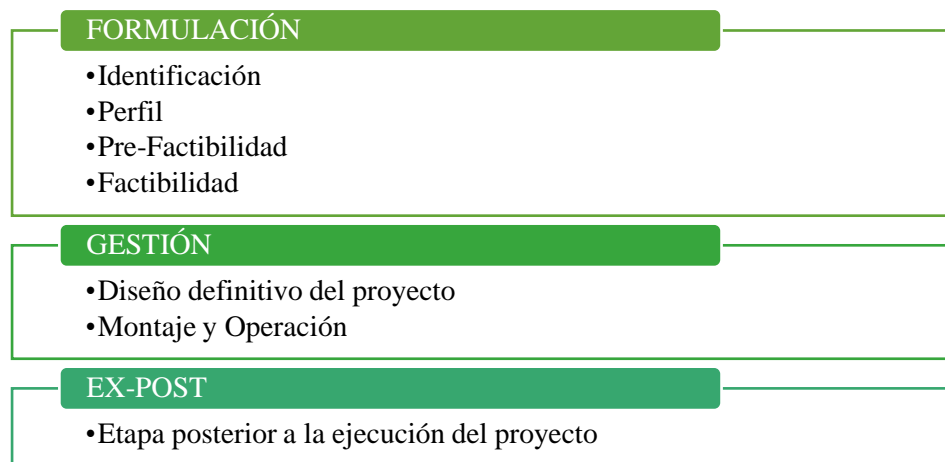 FORMULACIÓN
•Identificación
•Perfil
•Pre-Factibilidad
•Factibilidad
GESTIÓN
•Diseño definitivo del proyecto
•Montaje y Operación
EX-POST
•Etapa posterior a la ejecución del proyecto